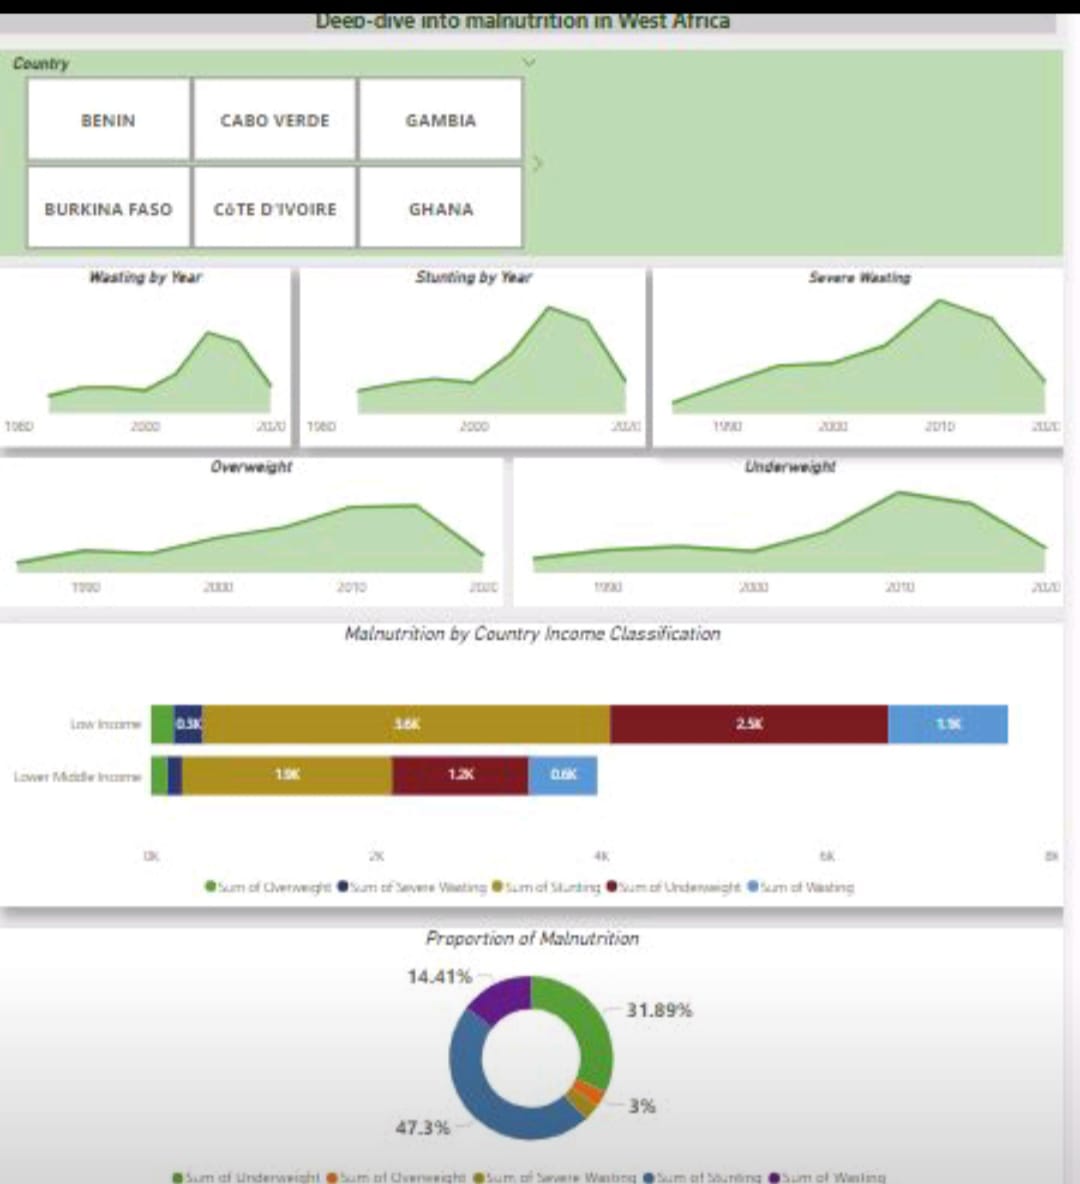 Deep-dive into malnutrition in West Africa
Country
BENIN CABO VERDE GAMBIA
BURKINA FASO CôTE D'IVOIRE GHANA
Wasting by Year Stunting by Year Severe Wasting
1980 2000 2020 1980 2000 2020 1990 2000 2010 2020
Overweight Underweight
1990 2000 2010 2020 1990 2000 2010 2020
Malnutrition by Country Income Classification
Low Income 0.3K 3.6K 2.5K 1.1K
Lower Middle Income 1.9K 1.2K 0.6K
0K 2K 4K 6K 8K
Sum of Overweight Sum of Severe Wasting Sum of Stunting Sum of Underweight Sum of Wasting
Proportion of Malnutrition
14.41%
31.89%
3%
47.3%
Sum of Underweight Sum of Overweight Sum of Severe Wasting Sum of Stunting Sum of Wasting